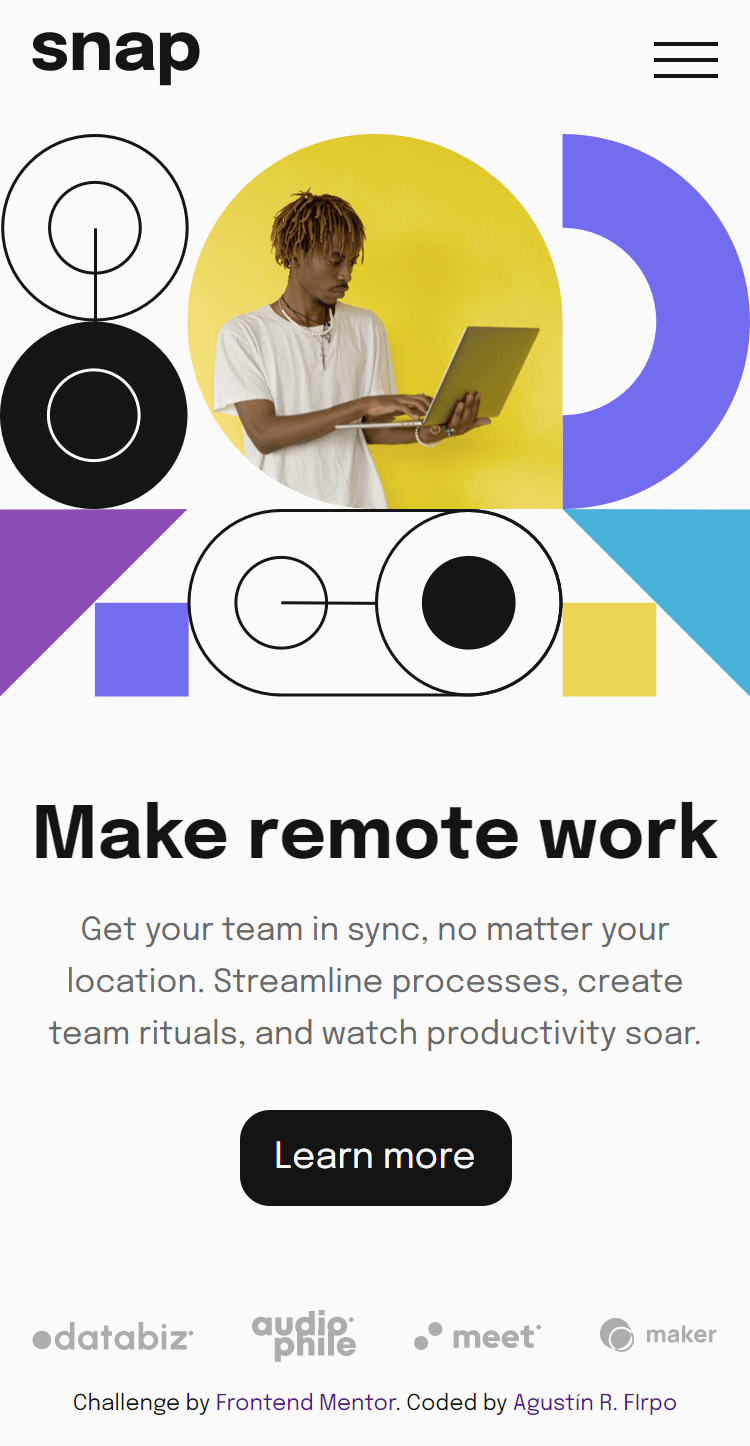 snap
Make remote work
Get your team in sync, no matter your
location. Streamline processes, create
team rituals, and watch productivity soar.
Learn more
databiz
audio
phile
meet
maker
Challenge by Frontend Mentor. Coded by Agustín R. FIrpo